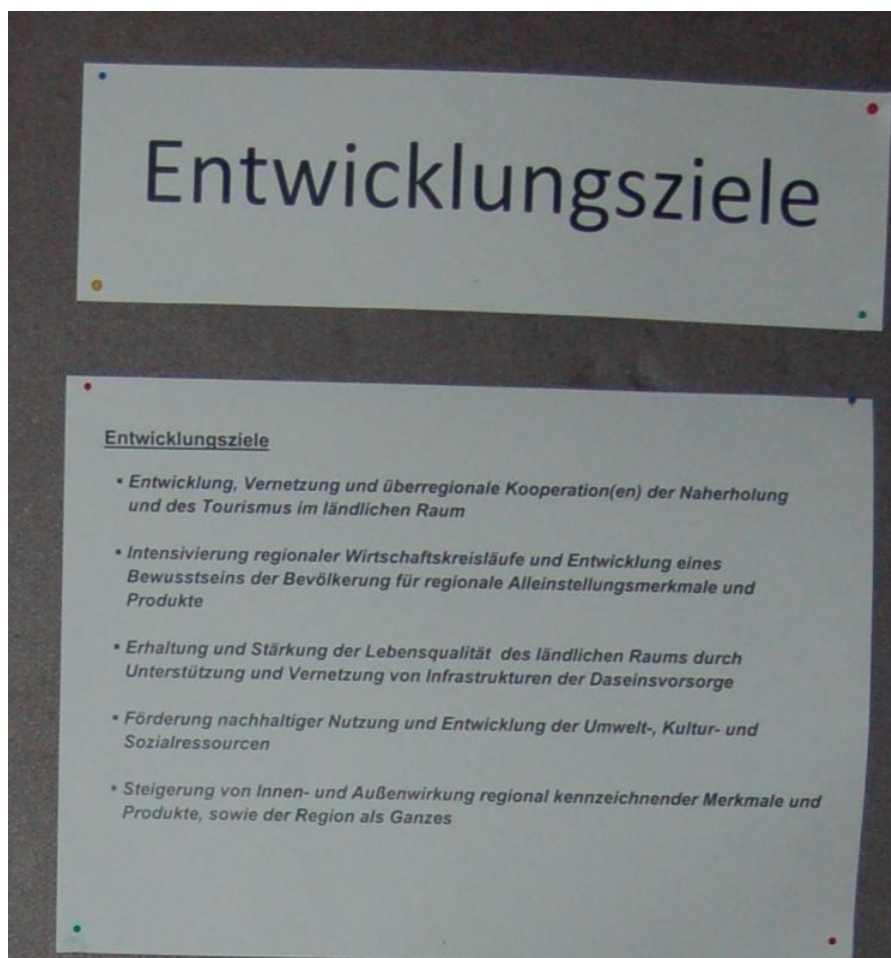 Entwicklungsziele
Entwicklungsziele
▪ Entwicklung, Vernetzung und überregionale Kooperation(en) der Naherholung
und des Tourismus im ländlichen Raum
▪ Intensivierung regionaler Wirtschaftskreisläufe und Entwicklung eines
Bewusstseins der Bevölkerung für regionale Alleinstellungsmerkmale und
Produkte
▪ Erhaltung und Stärkung der Lebensqualität des ländlichen Raums durch
Unterstützung und Vernetzung von Infrastrukturen der Daseinsvorsorge
▪ Förderung nachhaltiger Nutzung und Entwicklung der Umwelt-, Kultur- und
Sozialressourcen
▪ Steigerung von Innen- und Außenwirkung regional kennzeichnender Merkmale und
Produkte, sowie der Region als Ganzes